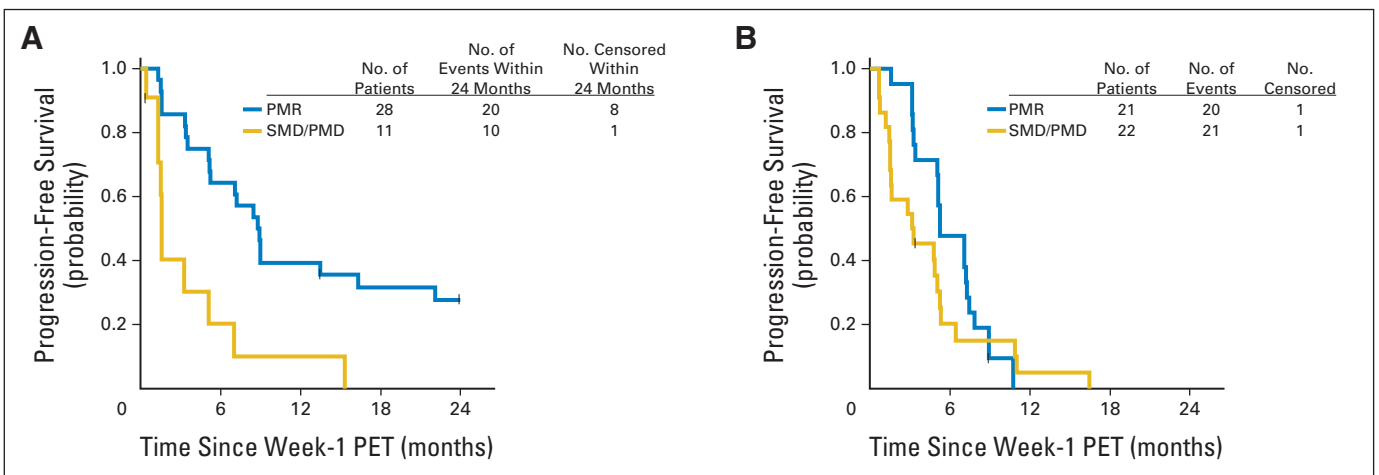 A
No. of Patients No. of Events Within 24 Months No. Censored Within 24 Months
PMR 28 20 8
SMD/PMD 11 10 1
Progression-Free Survival (probability)
1.0
0.8
0.6
0.4
0.2
0 6 12 18 24
Time Since Week-1 PET (months)
B
No. of Patients No. of Events No. Censored
PMR 21 20 1
SMD/PMD 22 21 1
Progression-Free Survival (probability)
1.0
0.8
0.6
0.4
0.2
0 6 12 18 24
Time Since Week-1 PET (months)